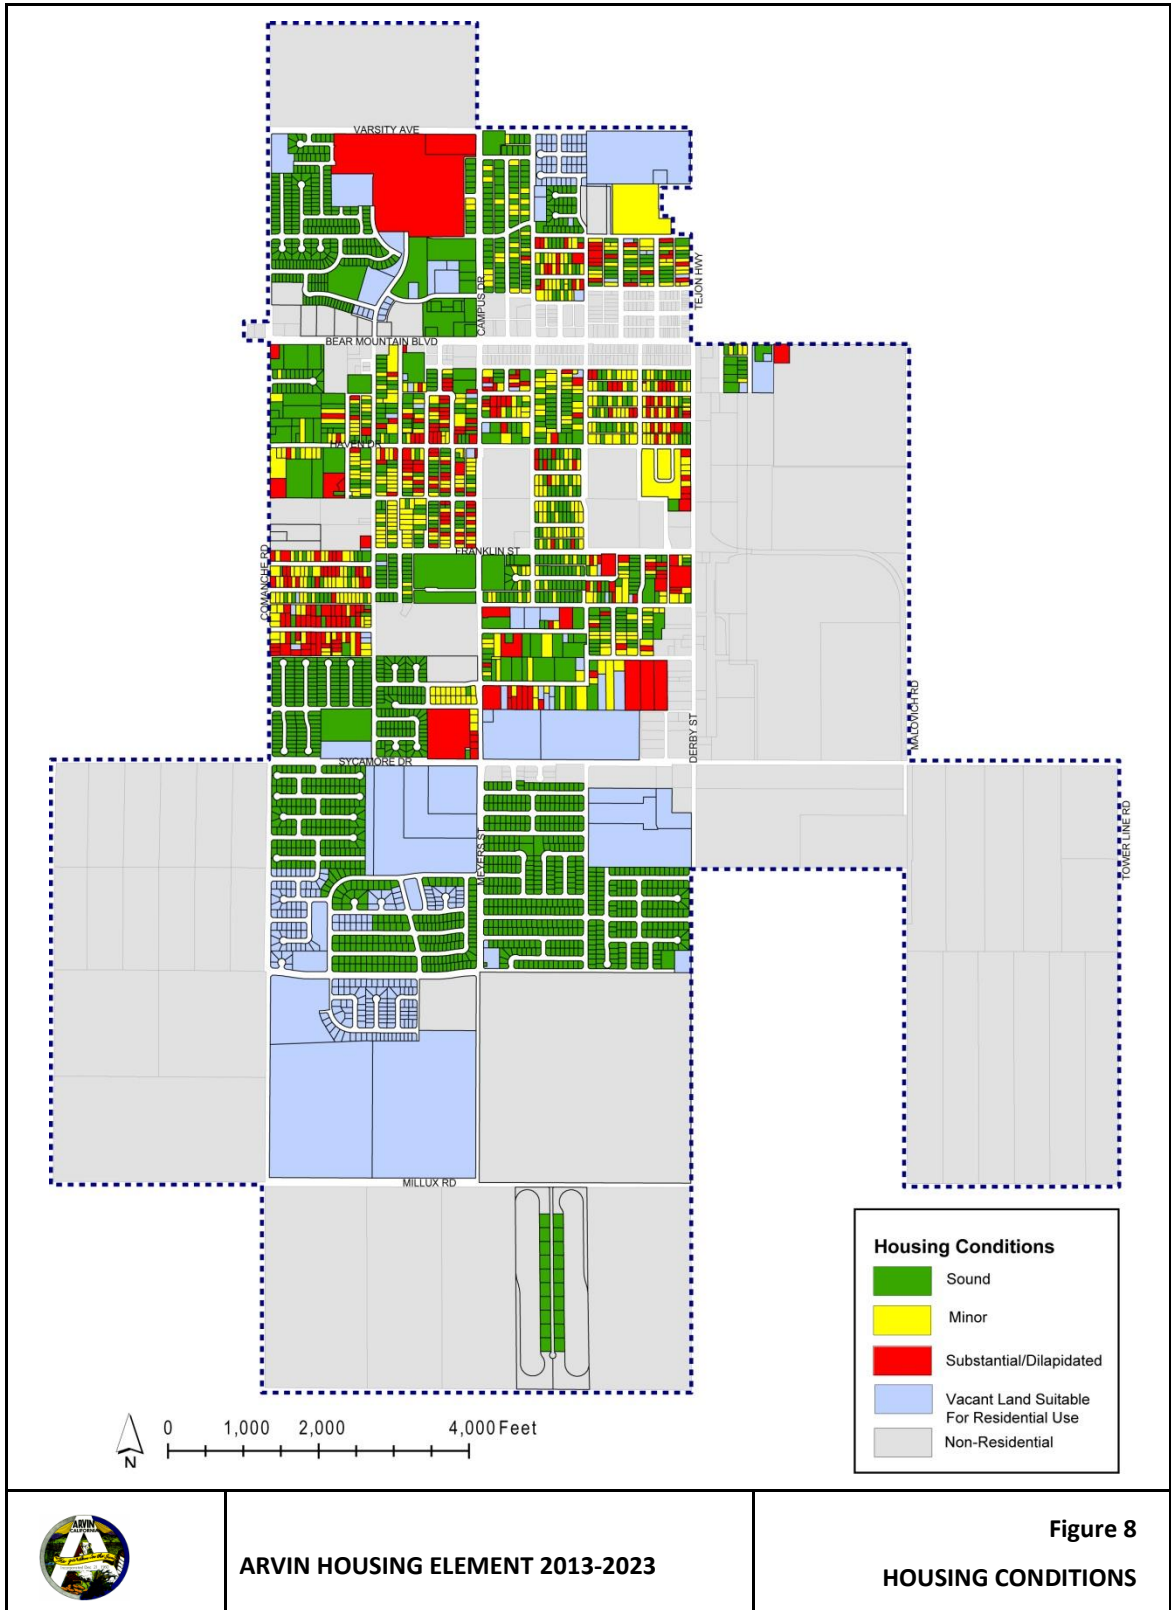 VARSITY AVE
CAMPUS DR
TEJON HWY
BEAR MOUNTAIN BLVD
HAVEN DR
COMANCHE RD
FRANKLIN ST
MALOVICH RD
DERBY ST
SYCAMORE DR
MEYERS ST
TOWER LINE RD
MILLUX RD
Housing Conditions
Sound
Minor
Substantial/Dilapidated
Vacant Land Suitable
For Residential Use
Non-Residential
0 1,000 2,000 4,000 Feet
N
ARVIN
CALIFORNIA
ARVIN HOUSING ELEMENT 2013-2023
Figure 8
HOUSING CONDITIONS